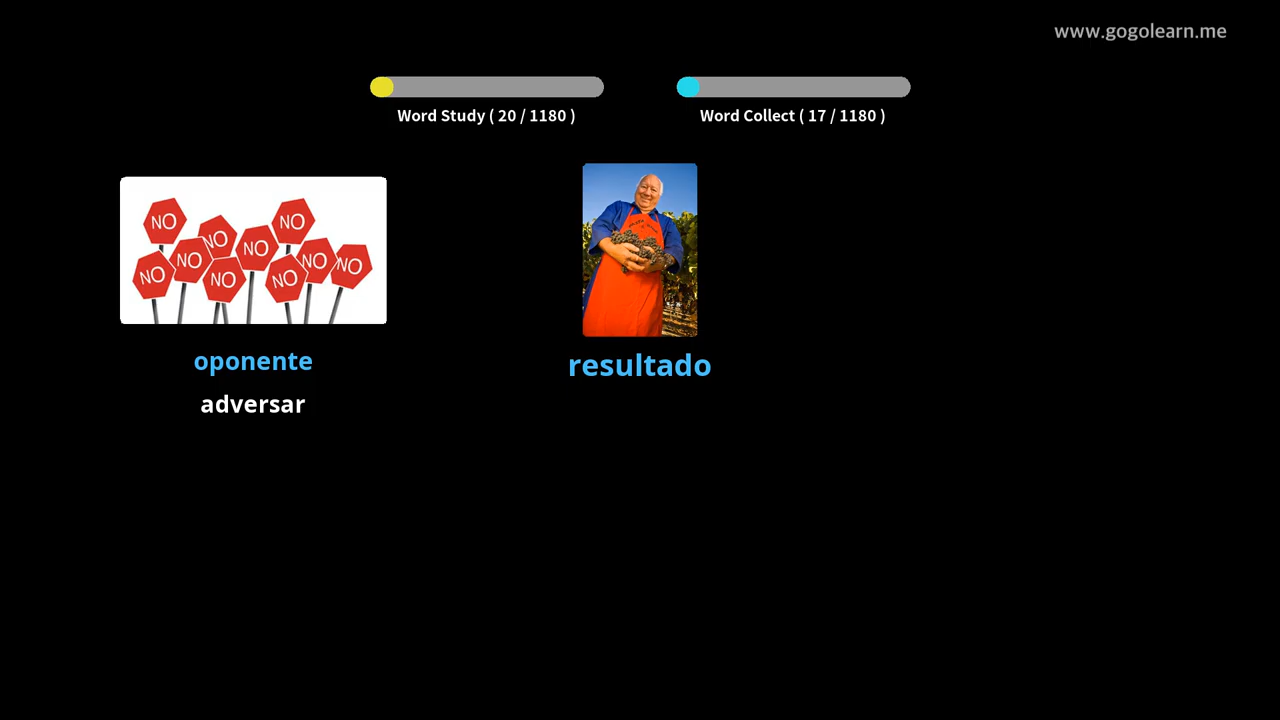 www.gogolearn.me
Word Study ( 20 / 1180 )
Word Collect ( 17 / 1180 )
NO
NO
NO
NO
NO
NO
NO
NO
NO
NO
oponente
adversar
resultado